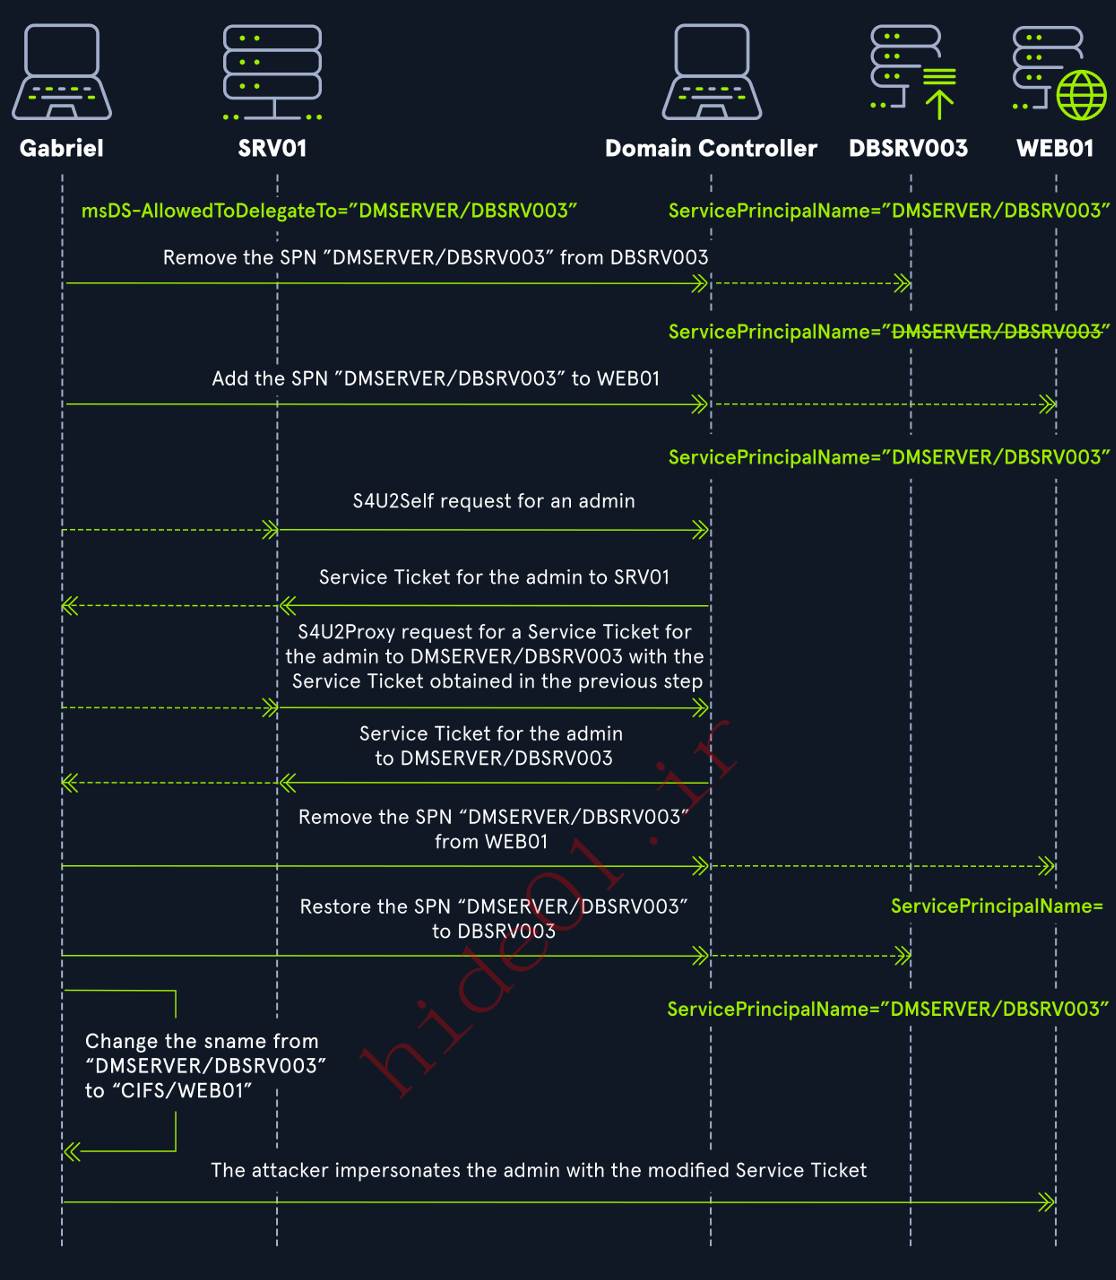 Gabriel
SRV01
Domain Controller
DBSRV003
WEB01
msDS-AllowedToDelegateTo=”DMSERVER/DBSRV003”
ServicePrincipalName=”DMSERVER/DBSRV003”
Remove the SPN ”DMSERVER/DBSRV003” from DBSRV003
ServicePrincipalName=”DMSERVER/DBSRV003”
Add the SPN ”DMSERVER/DBSRV003” to WEB01
ServicePrincipalName=”DMSERVER/DBSRV003”
S4U2Self request for an admin
Service Ticket for the admin to SRV01
S4U2Proxy request for a Service Ticket for
the admin to DMSERVER/DBSRV003 with the
Service Ticket obtained in the previous step
Service Ticket for the admin
to DMSERVER/DBSRV003
Remove the SPN “DMSERVER/DBSRV003”
from WEB01
Restore the SPN “DMSERVER/DBSRV003”
to DBSRV003
ServicePrincipalName=
ServicePrincipalName=”DMSERVER/DBSRV003”
Change the sname from
“DMSERVER/DBSRV003”
to “CIFS/WEB01”
The attacker impersonates the admin with the modified Service Ticket
hide01.ir